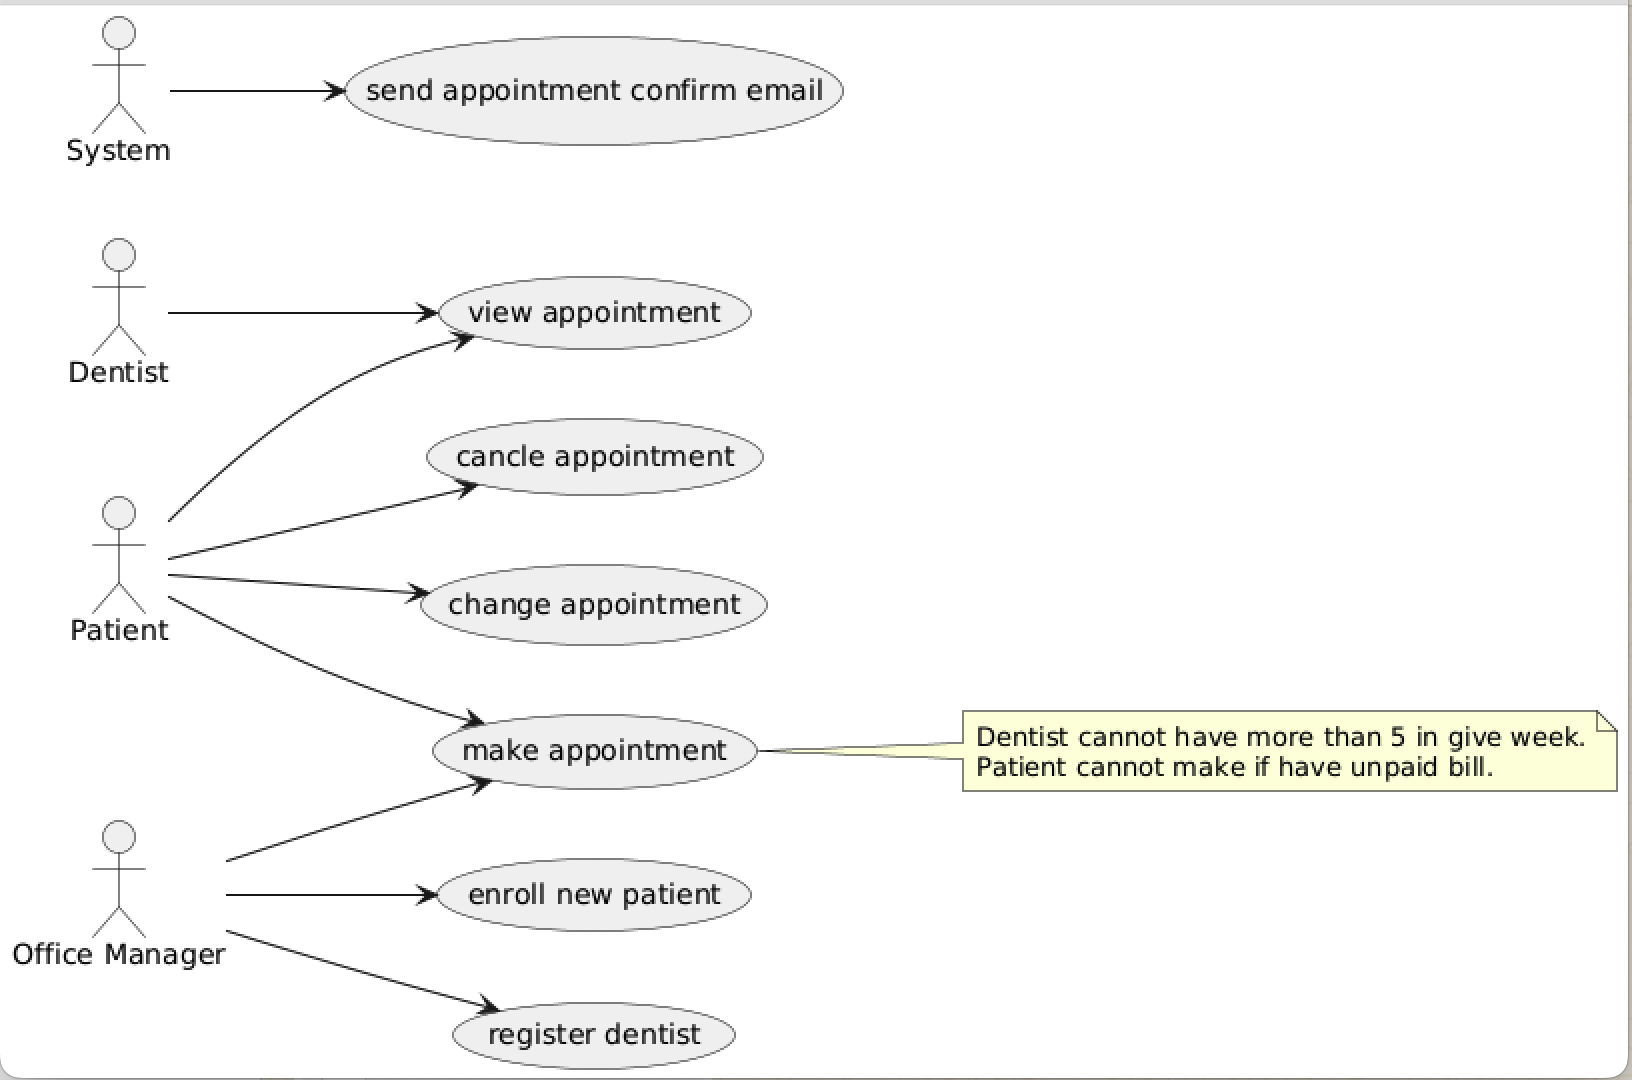 send appointment confirm email
System
view appointment
Dentist
cancle appointment
change appointment
Patient
make appointment
Dentist cannot have more than 5 in give week.
Patient cannot make if have unpaid bill.
enroll new patient
Office Manager
register dentist